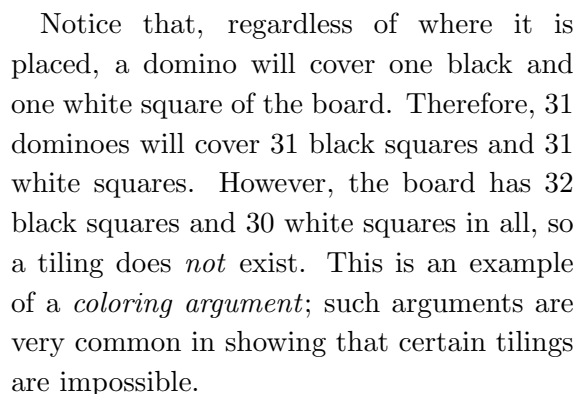 Notice that, regardless of where it is
placed, a domino will cover one black and
one white square of the board. Therefore, 31
dominoes will cover 31 black squares and 31
white squares. However, the board has 32
black squares and 30 white squares in all, so
a tiling does not exist. This is an example
of a coloring argument; such arguments are
very common in showing that certain tilings
are impossible.